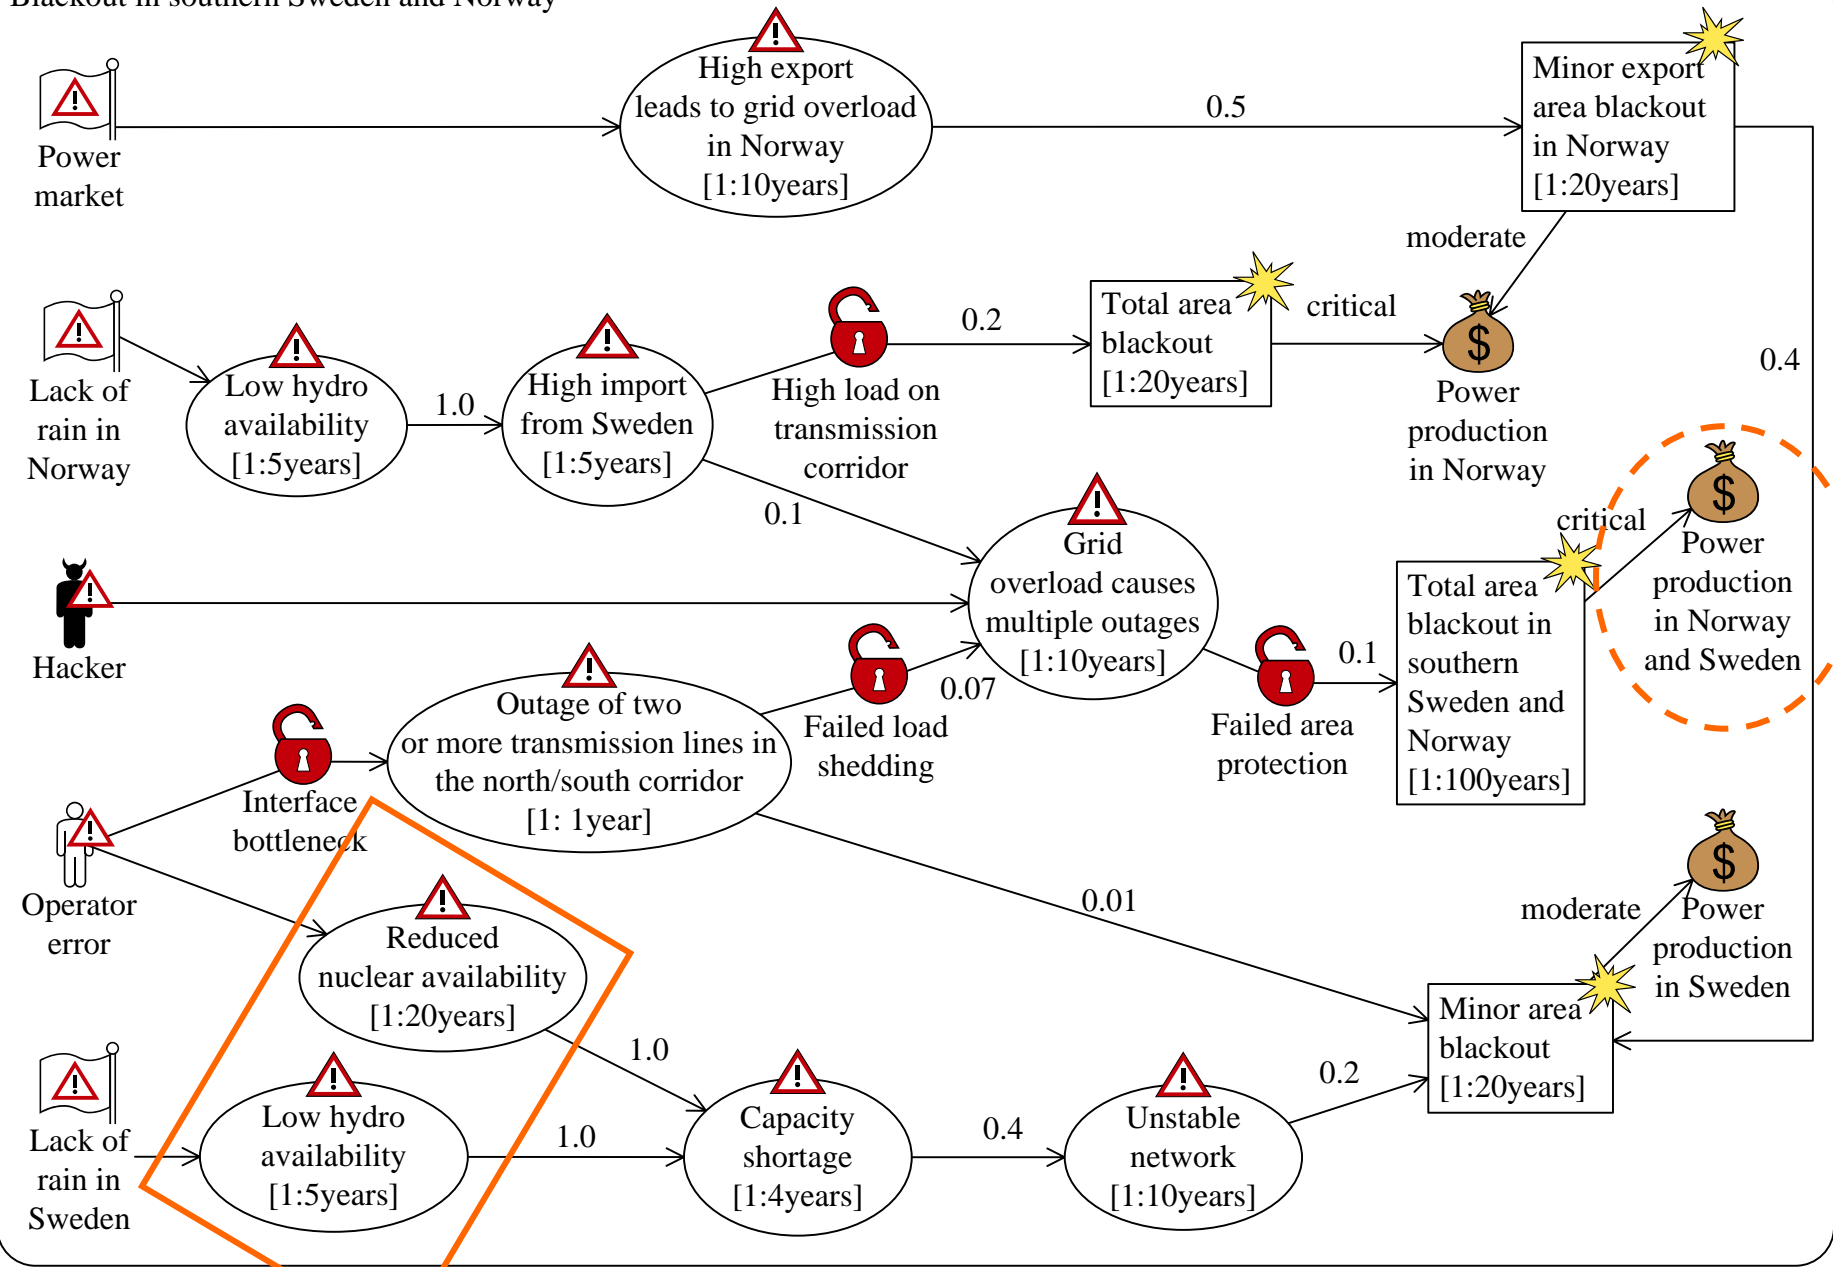 Blackout in southern Sweden and Norway
Power
market
High export
leads to grid overload
in Norway
[1:10years]
0.5
Minor export
area blackout
in Norway
[1:20years]
moderate
0.4
Lack of
rain in
Norway
Low hydro
availability
[1:5years]
1.0
High import
from Sweden
[1:5years]
High load on
transmission
corridor
0.2
Total area
blackout
[1:20years]
critical
$
Power
production
in Norway
0.1
Hacker
Grid
overload causes
multiple outages
[1:10years]
Failed area
protection
0.1
Total area
blackout in
southern
Sweden and
Norway
[1:100years]
critical
$
Power
production
in Norway
and Sweden
Operator
error
Interface
bottleneck
Outage of two
or more transmission lines in
the north/south corridor
[1: 1year]
Failed load
shedding
0.07
0.01
Reduced
nuclear availability
[1:20years]
1.0
Lack of
rain in
Sweden
Low hydro
availability
[1:5years]
1.0
Capacity
shortage
[1:4years]
0.4
Unstable
network
[1:10years]
0.2
Minor area
blackout
[1:20years]
moderate
$
Power
production
in Sweden